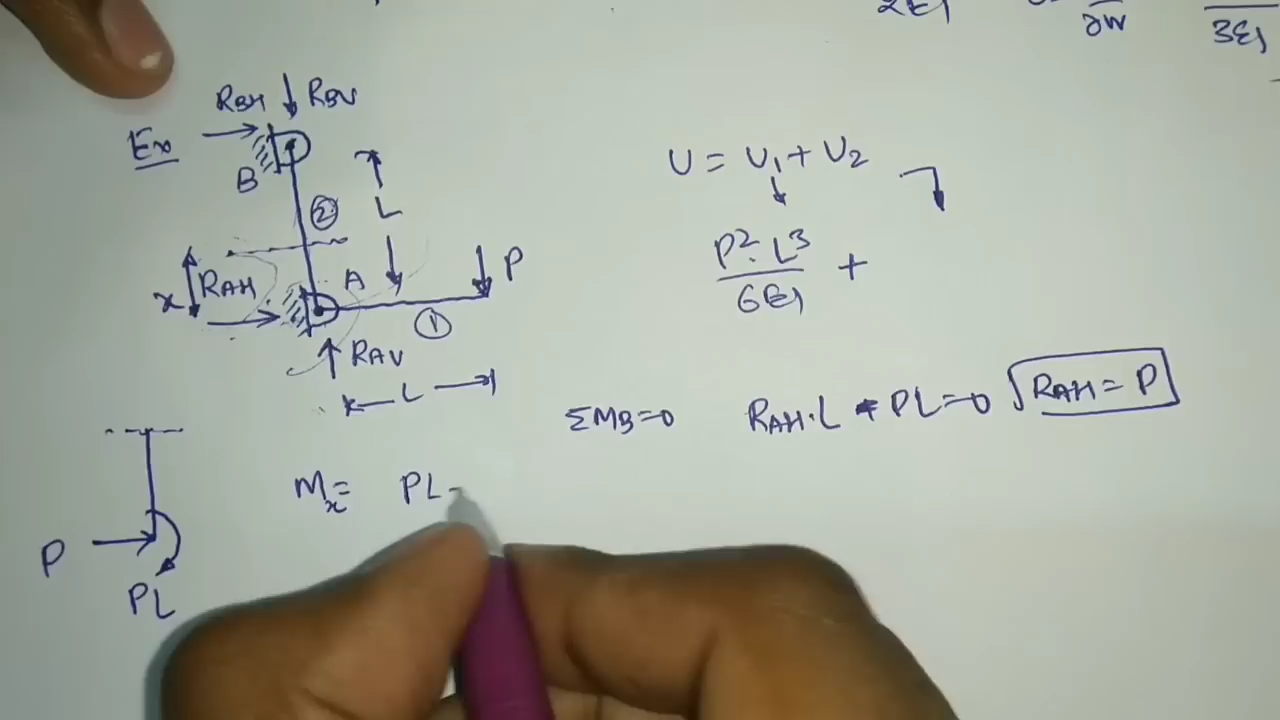 2EI ∂W 3EI
RBH RBV
Ex
B
U = U1 + U2
② L
P²·L³ / 6EI +
x RAH A P
①
RAV
L
ΣMB=0 RAH·L - PL=0 RAH = P
Mx = PL-
P
PL